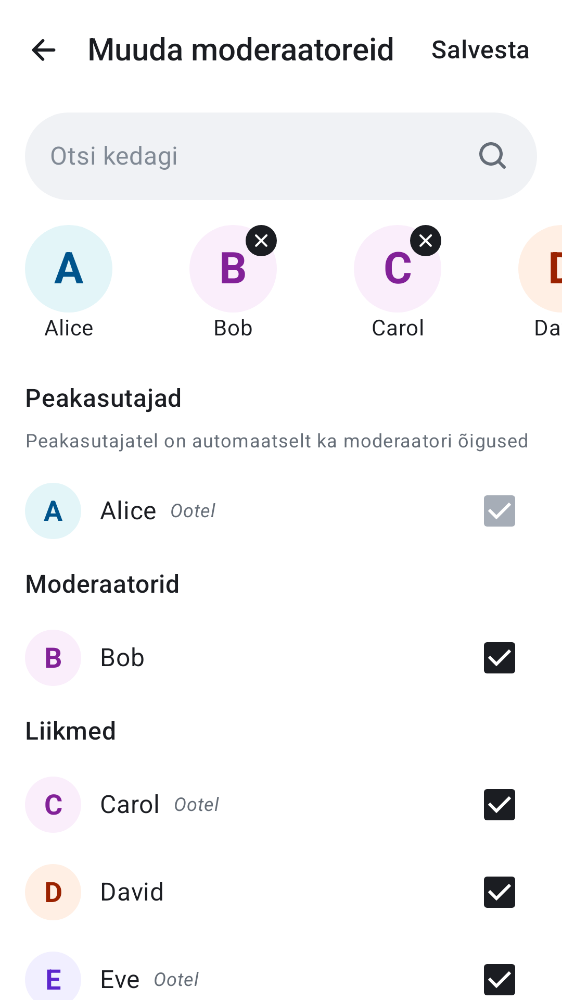 Muuda moderaatoreid Salvesta
Otsi kedagi
A B C D
Alice Bob Carol Da
Peakasutajad
Peakasutajatel on automaatselt ka moderaatori õigused
A Alice Ootel
Moderaatorid
B Bob
Liikmed
C Carol Ootel
D David
E Eve Ootel